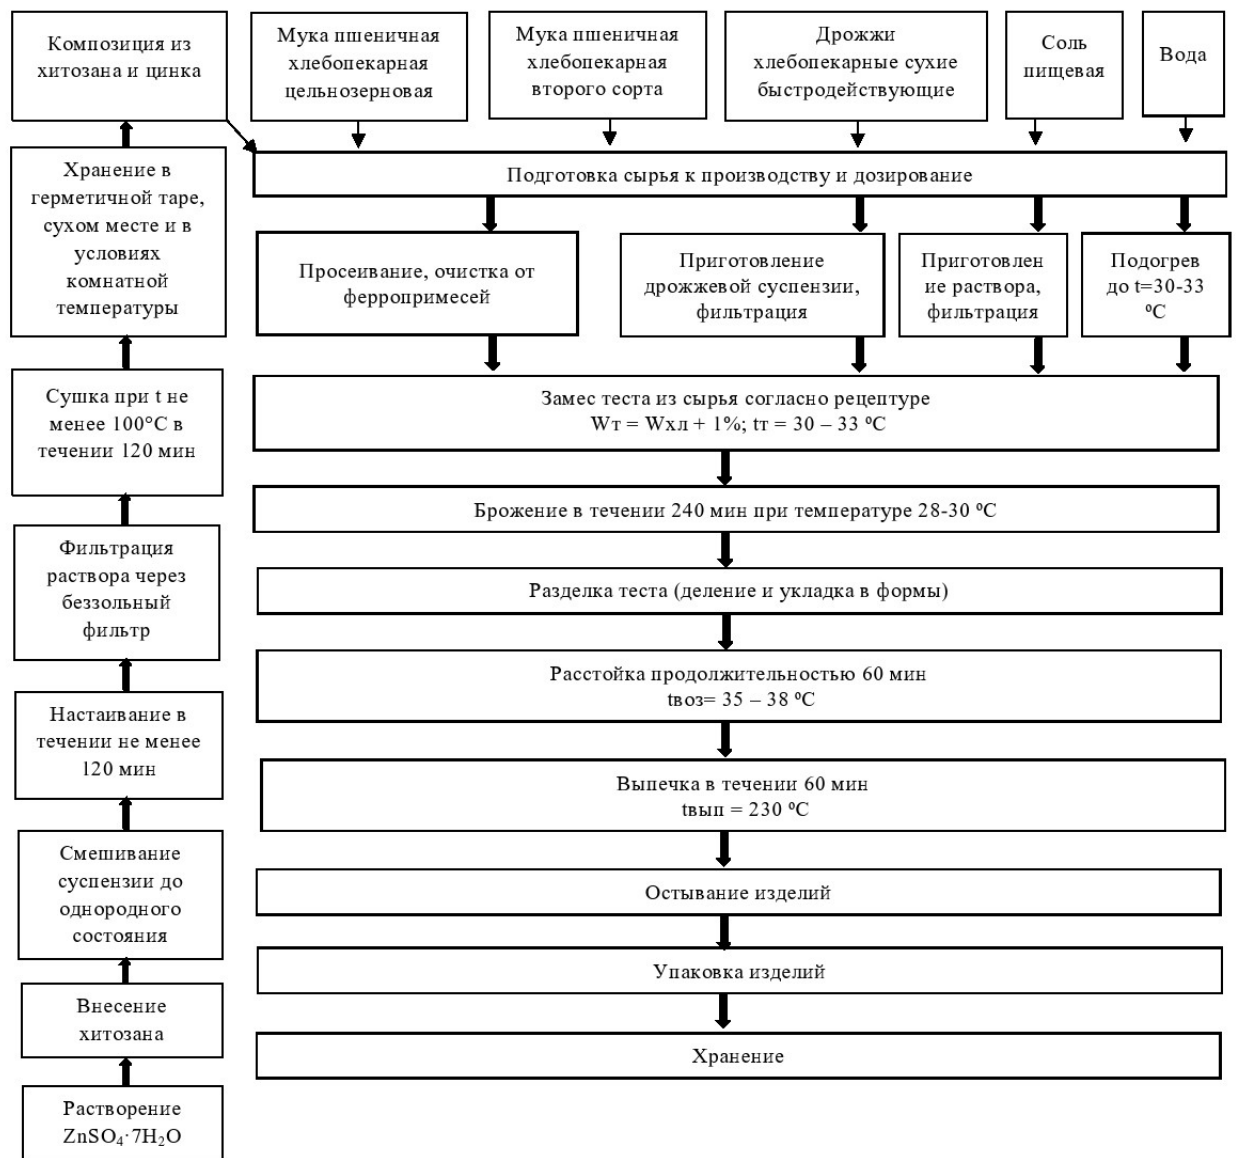 Композиция из
хитозана и цинка
Мука пшеничная
хлебопекарная
цельнозерновая
Мука пшеничная
хлебопекарная
второго сорта
Дрожжи
хлебопекарные сухие
быстродействующие
Соль
пищевая
Вода
Подготовка сырья к производству и дозирование
Просеивание, очистка от
ферропримесей
Приготовление
дрожжевой суспензии,
фильтрация
Приготовлен
ие раствора,
фильтрация
Подогрев
до t=30-33
⁰С
Замес теста из сырья согласно рецептуре
Wт = Wхл + 1%; tт = 30 – 33 ⁰С
Брожение в течении 240 мин при температуре 28-30 ⁰С
Разделка теста (деление и укладка в формы)
Расстойка продолжительностью 60 мин
tвоз= 35 – 38 ⁰С
Выпечка в течении 60 мин
tвып = 230 ⁰С
Остывание изделий
Упаковка изделий
Хранение
Хранение в
герметичной таре,
сухом месте и в
условиях
комнатной
температуры
Сушка при t не
менее 100°С в
течении 120 мин
Фильтрация
раствора через
беззольный
фильтр
Настаивание в
течении не менее
120 мин
Смешивание
суспензии до
однородного
состояния
Внесение
хитозана
Растворение
ZnSO₄·7H₂O